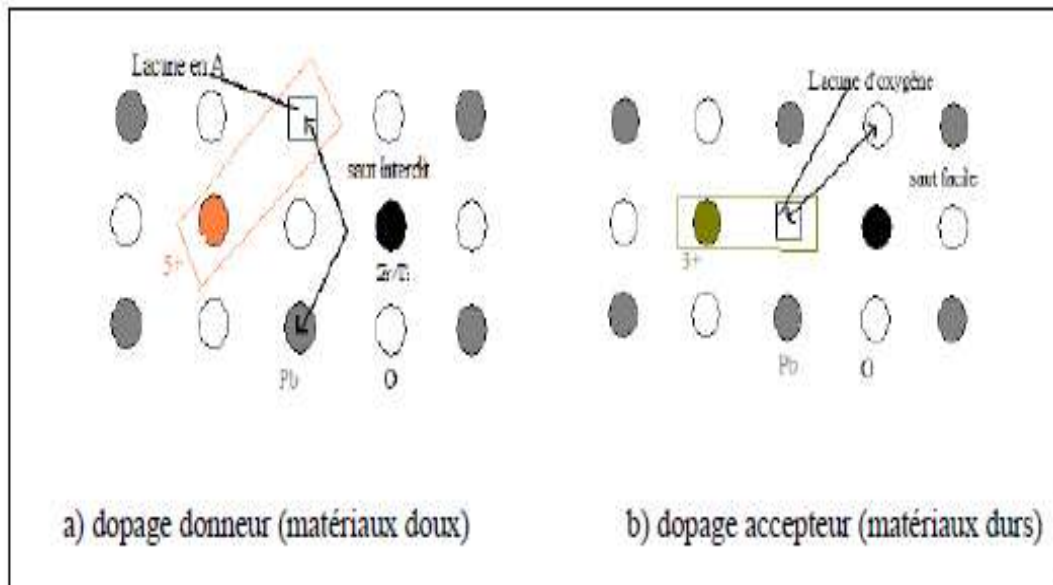 Lacune en A
saut Interdit
5+
Zr/Ti
Pb
O
a) dopage donneur (matériaux doux)
Lacune d'oxygène
saut facile
3+
Pb
O
b) dopage accepteur (matériaux durs)